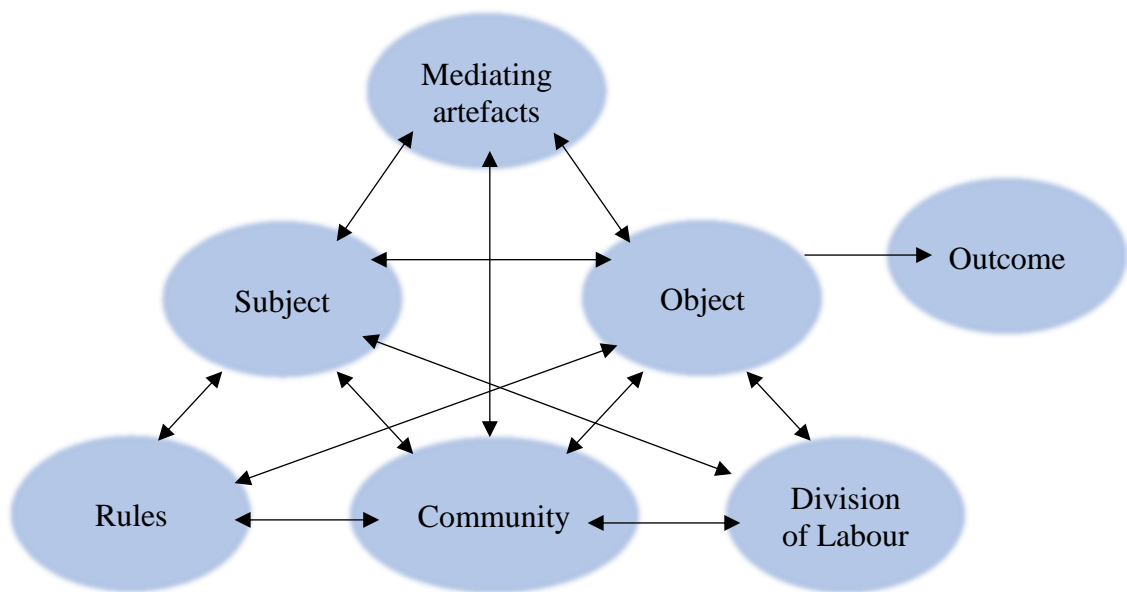 Mediating
artefacts
Subject
Object
Outcome
Rules
Community
Division
of Labour